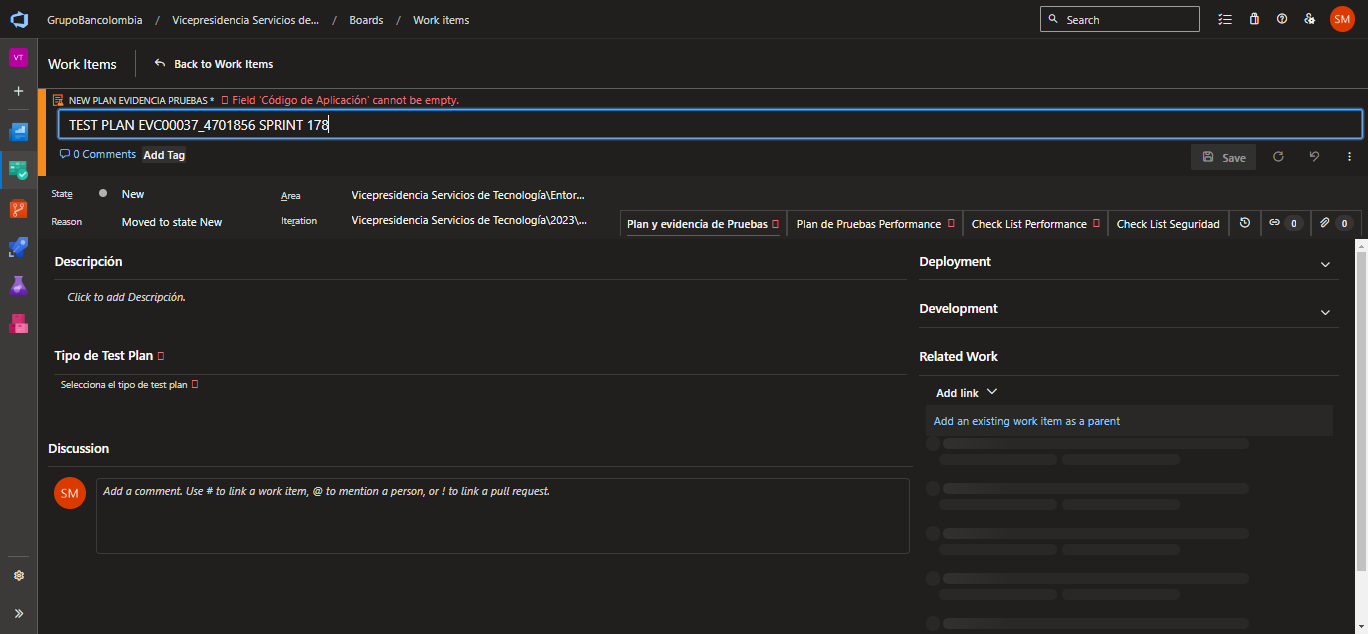 GrupoBancolombia / Vicepresidencia Servicios de... / Boards / Work items
Search
SM
VT
Work Items
Back to Work Items
NEW PLAN EVIDENCIA PRUEBAS * Field 'Código de Aplicación' cannot be empty.
TEST PLAN EVC00037_4701856 SPRINT 178
0 Comments
Add Tag
Save
State
New
Area
Vicepresidencia Servicios de Tecnología\Entor...
Reason
Moved to state New
Iteration
Vicepresidencia Servicios de Tecnología\2023\...
Plan y evidencia de Pruebas
Plan de Pruebas Performance
Check List Performance
Check List Seguridad
0
0
Descripción
Click to add Descripción.
Tipo de Test Plan
Selecciona el tipo de test plan
Discussion
SM
Add a comment. Use # to link a work item, @ to mention a person, or ! to link a pull request.
Deployment
Development
Related Work
Add link
Add an existing work item as a parent